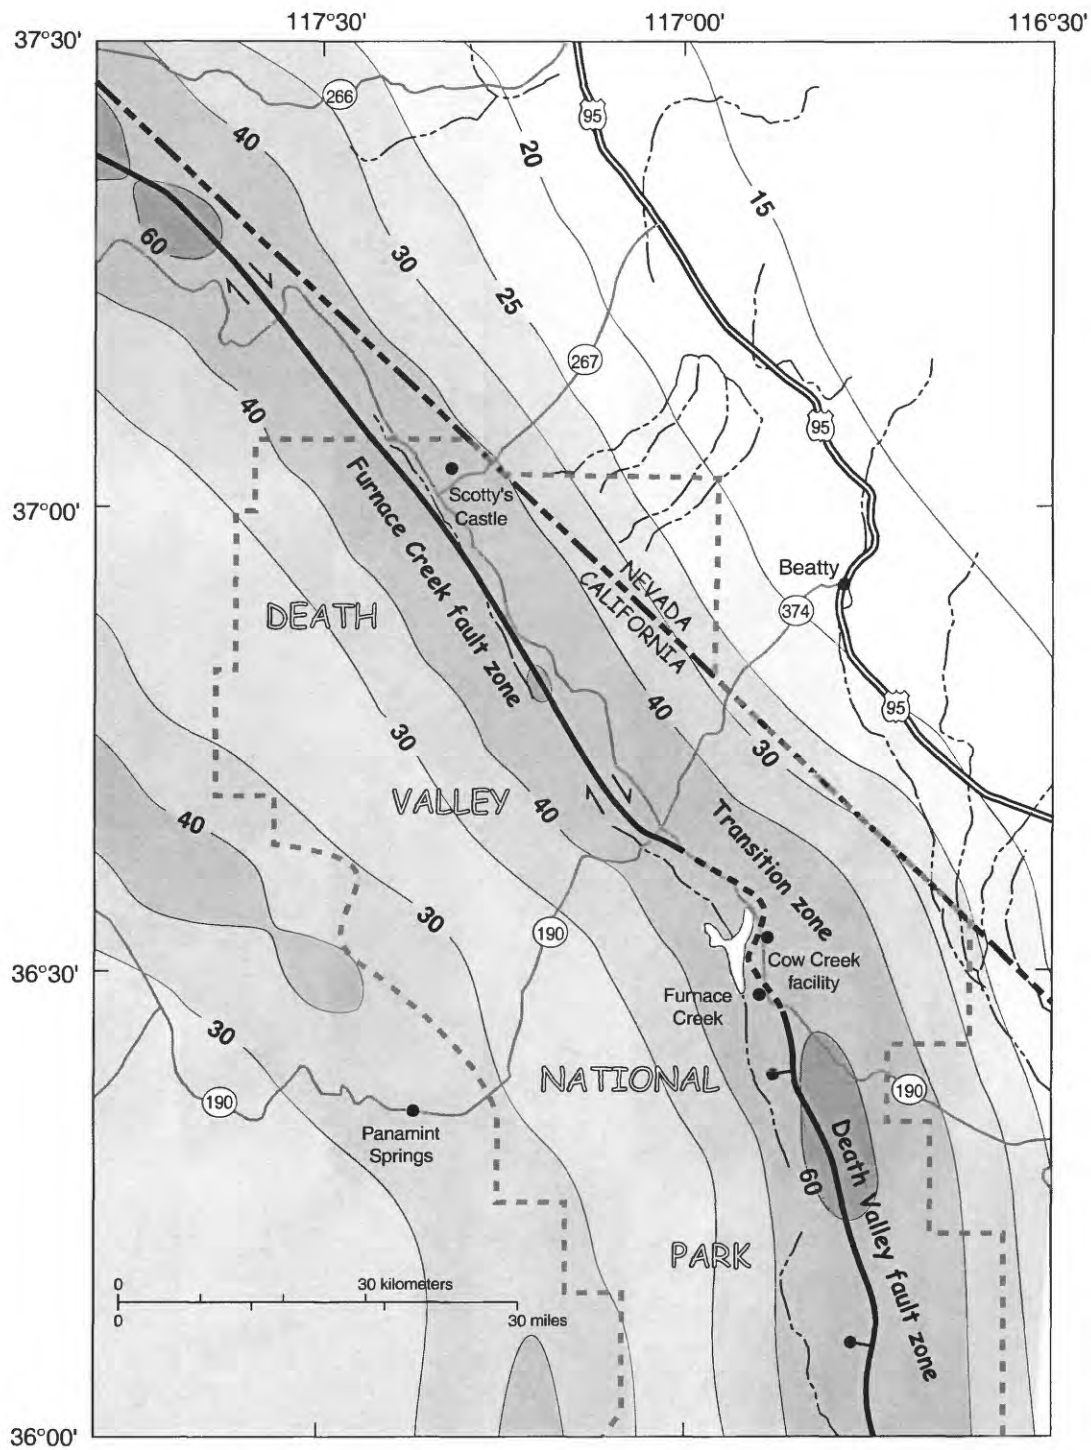 117°30'
117°00'
116°30'
37°30'
266
95
40
20
15
60
30
25
267
40
95
Scotty's
Castle
37°00'
Furnace Creek fault zone
Beatty
NEVADA
CALIFORNIA
374
DEATH
40
95
30
30
VALLEY
40
40
Transition zone
30
190
Cow Creek
facility
36°30'
Furnace
Creek
30
NATIONAL
190
190
Panamint
Springs
Death Valley fault zone
60
PARK
0
30 kilometers
0
30 miles
36°00'